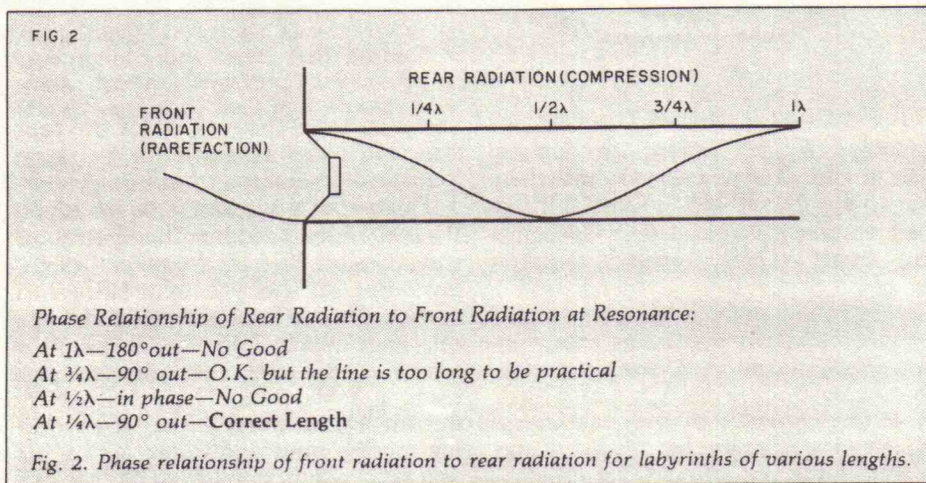 FIG. 2
REAR RADIATION (COMPRESSION)
1/4λ 1/2λ 3/4λ 1λ
FRONT
RADIATION
(RAREFACTION)
Phase Relationship of Rear Radiation to Front Radiation at Resonance:
At 1λ—180° out—No Good
At ¾λ—90° out—O.K. but the line is too long to be practical
At ½λ—in phase—No Good
At ¼λ—90° out—Correct Length
Fig. 2. Phase relationship of front radiation to rear radiation for labyrinths of various lengths.